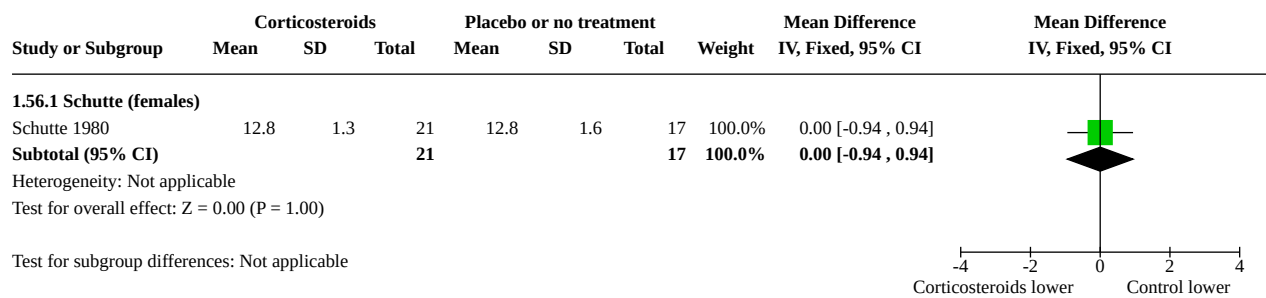 Corticosteroids Placebo or no treatment Mean Difference Mean Difference
Study or Subgroup Mean SD Total Mean SD Total Weight IV, Fixed, 95% CI IV, Fixed, 95% CI
1.56.1 Schutte (females)
Schutte 1980 12.8 1.3 21 12.8 1.6 17 100.0% 0.00 [-0.94 , 0.94]
Subtotal (95% CI) 21 17 100.0% 0.00 [-0.94 , 0.94]
Heterogeneity: Not applicable
Test for overall effect: Z = 0.00 (P = 1.00)
Test for subgroup differences: Not applicable
-4 -2 0 2 4
Corticosteroids lower Control lower